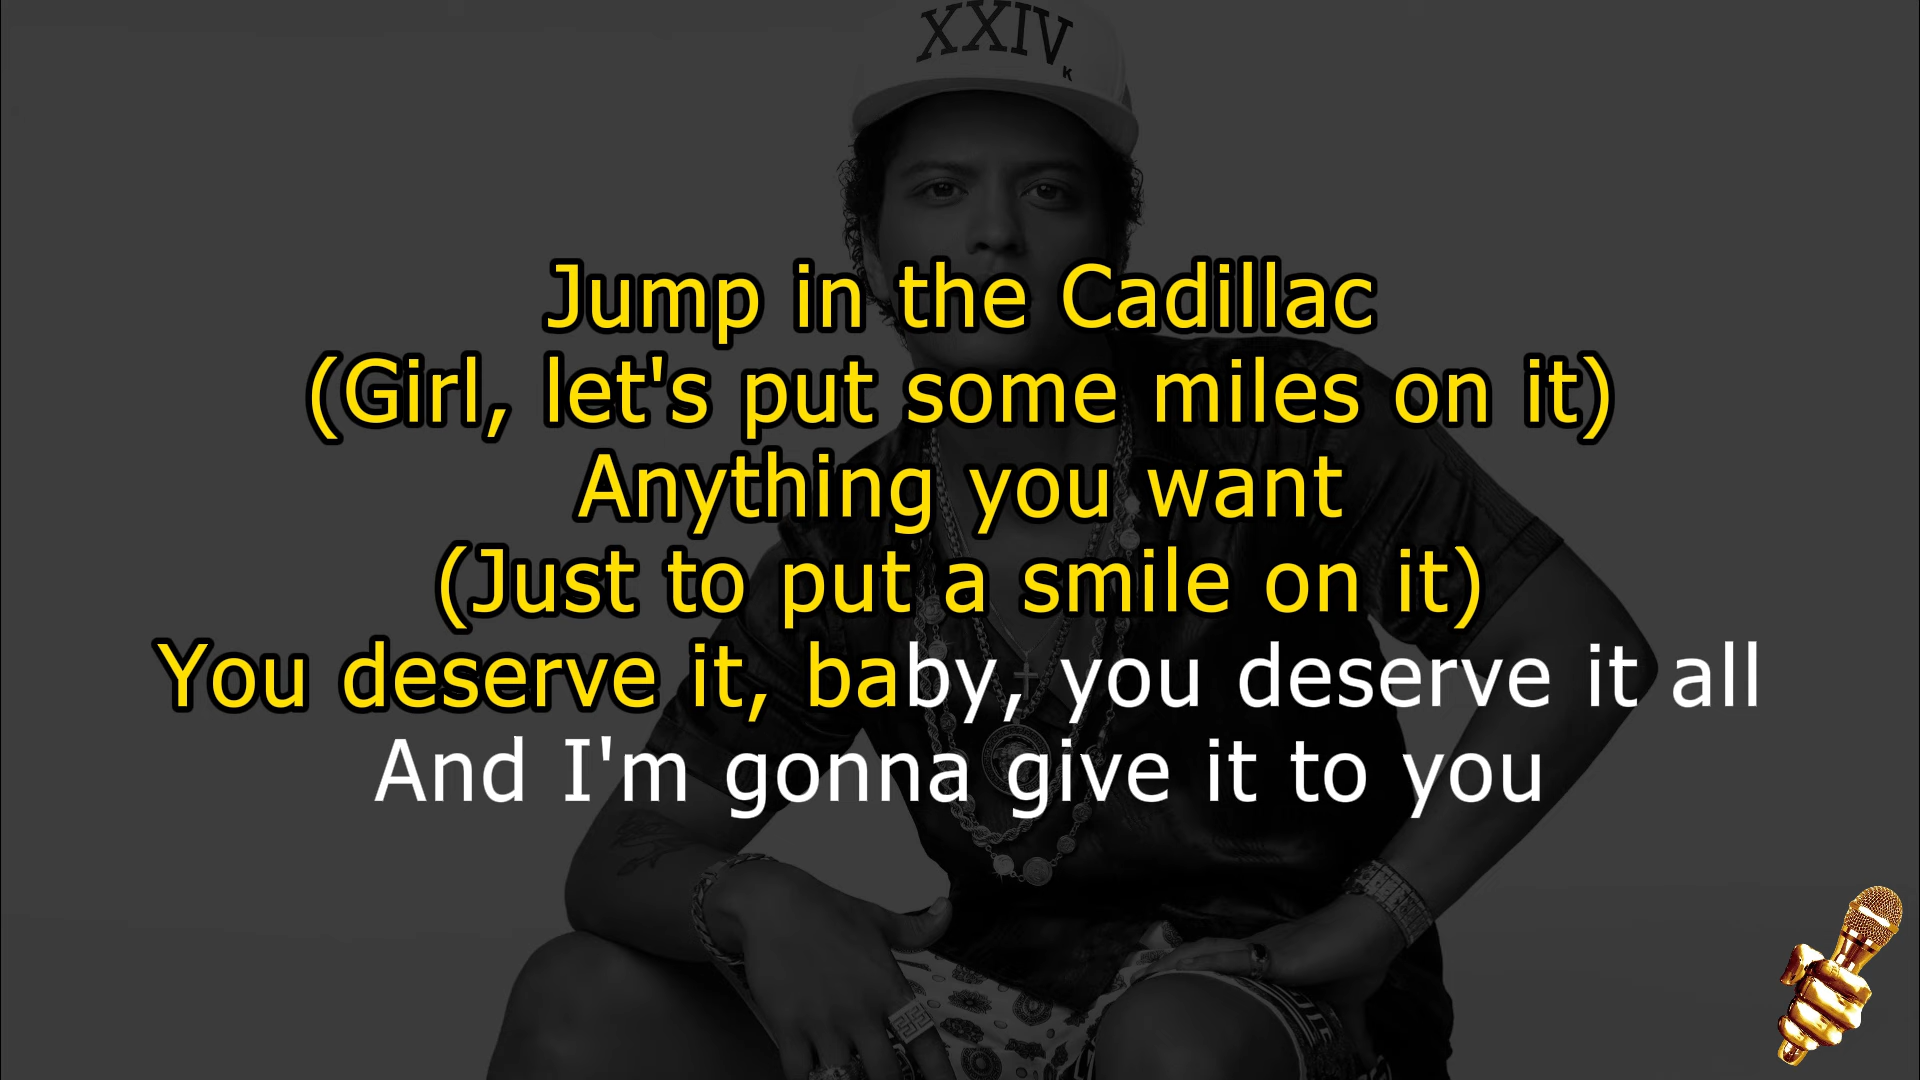 XXIV
K
Jump in the Cadillac
(Girl, let's put some miles on it)
Anything you want
(Just to put a smile on it)
You deserve it, baby, you deserve it all
And I'm gonna give it to you